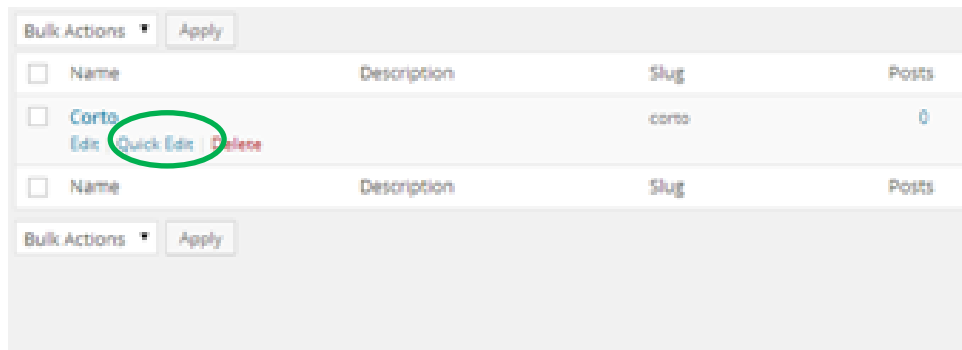 Bulk Actions Apply
Name Description Slug Posts
Corto corto 0
Edit | Quick Edit | Delete
Name Description Slug Posts
Bulk Actions Apply